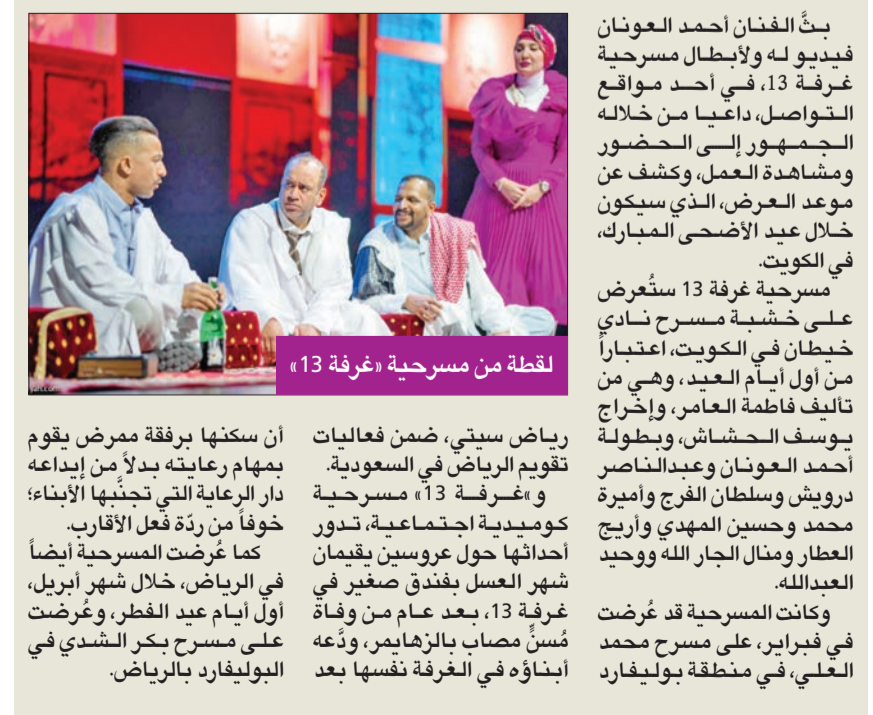 بثَّ الفنان أحمد العونان
فيديو له ولأبطال مسرحية
غرفة 13، في أحد مواقع
التواصل، داعيا من خلاله
الجمهور إلى الحضور
ومشاهدة العمل، وكشف عن
موعد العرض، الذي سيكون
خلال عيد الأضحى المبارك،
في الكويت.
مسرحية غرفة 13 ستُعرض
على خشبة مسرح نادي
خيطان في الكويت، اعتباراً
من أول أيام العيد، وهي من
تأليف فاطمة العامر، وإخراج
يوسف الحشاش، وبطولة
أحمد العونان وعبدالناصر
درويش وسلطان الفرج وأميرة
محمد وحسين المهدي وأريج
العطار ومنال الجار الله ووحيد
العبدالله.
وكانت المسرحية قد عُرضت
في فبراير، على مسرح محمد
العلي، في منطقة بوليفارد
لقطة من مسرحية «غرفة 13»
رياض سيتي، ضمن فعاليات
تقويم الرياض في السعودية.
و»غرفة 13» مسرحية
كوميدية اجتماعية، تدور
أحداثها حول عروسين يقيمان
شهر العسل بفندق صغير في
غرفة 13، بعد عام من وفاة
مُسنٍّ مصاب بالزهايمر، ودَّعه
أبناؤه في الغرفة نفسها بعد
أن سكنها برفقة ممرض يقوم
بمهام رعايته بدلاً من إيداعه
دار الرعاية التي تجنَّبها الأبناء؛
خوفاً من ردّة فعل الأقارب.
كما عُرضت المسرحية أيضاً
في الرياض، خلال شهر أبريل،
أول أيام عيد الفطر، وعُرضت
على مسرح بكر الشدي في
البوليفارد بالرياض.